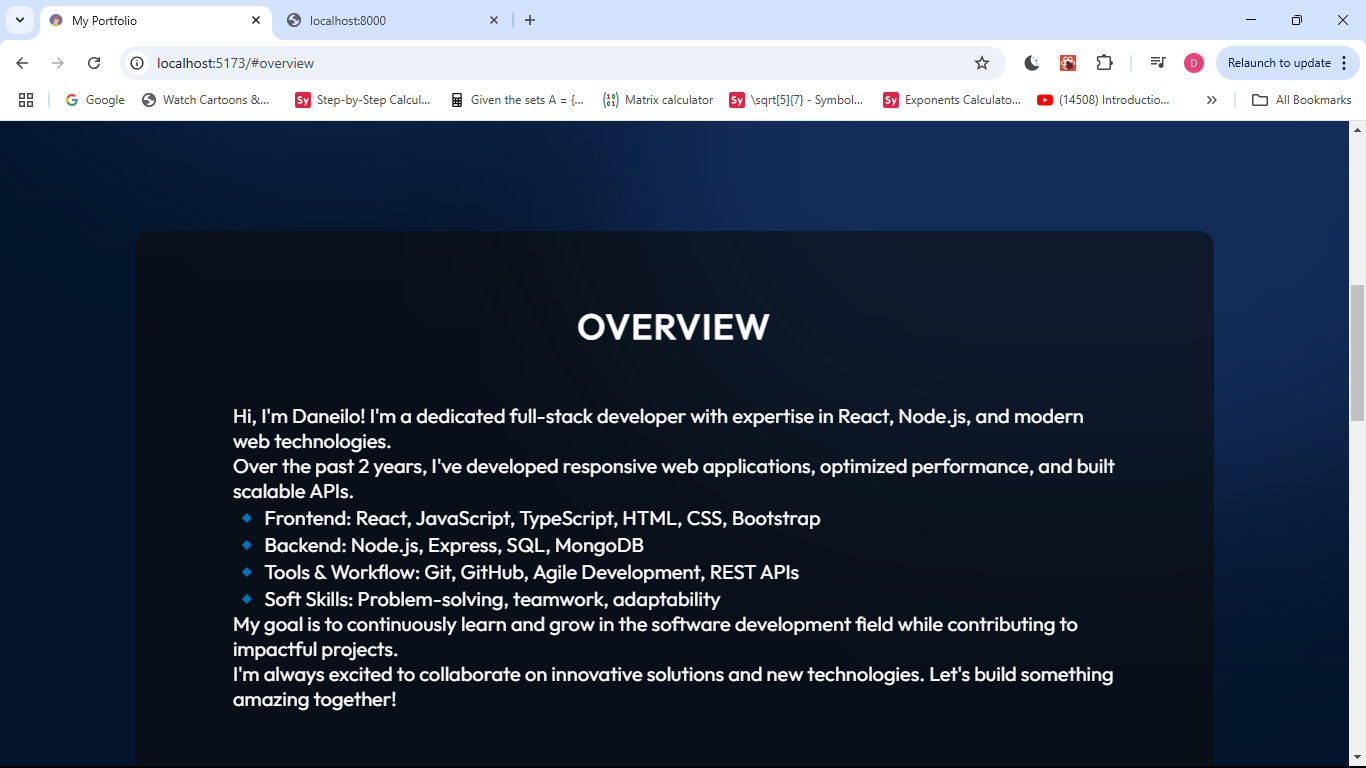 My Portfolio
localhost:8000
localhost:5173/#overview
D
Relaunch to update
Google
Watch Cartoons &...
Sy Step-by-Step Calcul...
Given the sets A = {...
Matrix calculator
Sy \sqrt[5]{7} - Symbol...
Sy Exponents Calculato...
(14508) Introductio...
All Bookmarks
OVERVIEW
Hi, I'm Daneilo! I'm a dedicated full-stack developer with expertise in React, Node.js, and modern
web technologies.
Over the past 2 years, I've developed responsive web applications, optimized performance, and built
scalable APIs.
Frontend: React, JavaScript, TypeScript, HTML, CSS, Bootstrap
Backend: Node.js, Express, SQL, MongoDB
Tools & Workflow: Git, GitHub, Agile Development, REST APIs
Soft Skills: Problem-solving, teamwork, adaptability
My goal is to continuously learn and grow in the software development field while contributing to
impactful projects.
I'm always excited to collaborate on innovative solutions and new technologies. Let's build something
amazing together!